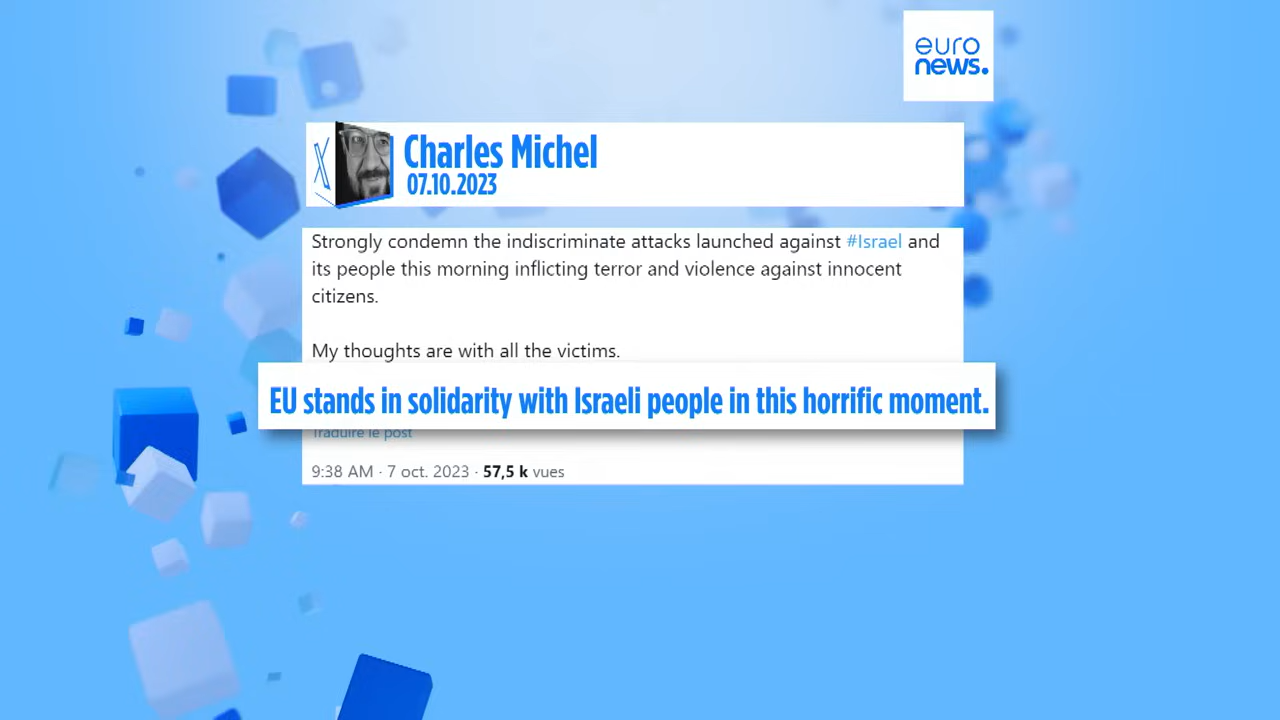 euro
news.
Charles Michel
07.10.2023
Strongly condemn the indiscriminate attacks launched against #Israel and
its people this morning inflicting terror and violence against innocent
citizens.
My thoughts are with all the victims.
EU stands in solidarity with Israeli people in this horrific moment.
Traduire le post
9:38 AM · 7 oct. 2023 · 57,5 k vues